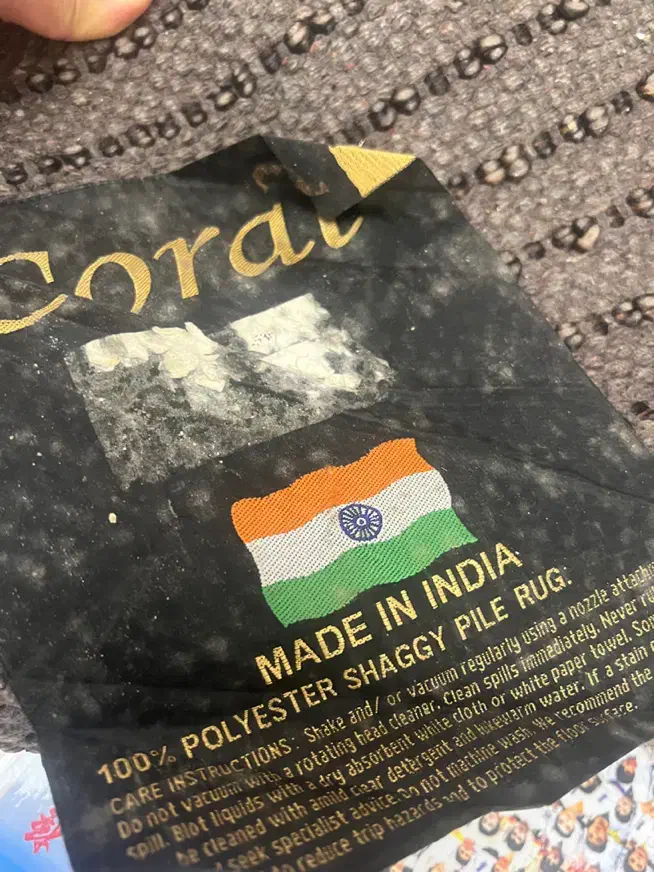 Coral
MADE IN INDIA
100% POLYESTER SHAGGY PILE RUG.
CARE INSTRUCTIONS: Shake and/ or vacuum regularly using a nozzle
Do not vacuum with a rotating head cleaner. Clean spills immediately. Never
spill. Blot liquids with a dry absorbent white cloth or white paper towel.
be cleaned with amild clear detergent and lukewarm water. If a stain
seek specialist advice.Do not machine wash. We recommend the
to reduce trip hazards and to protect the floor surface.